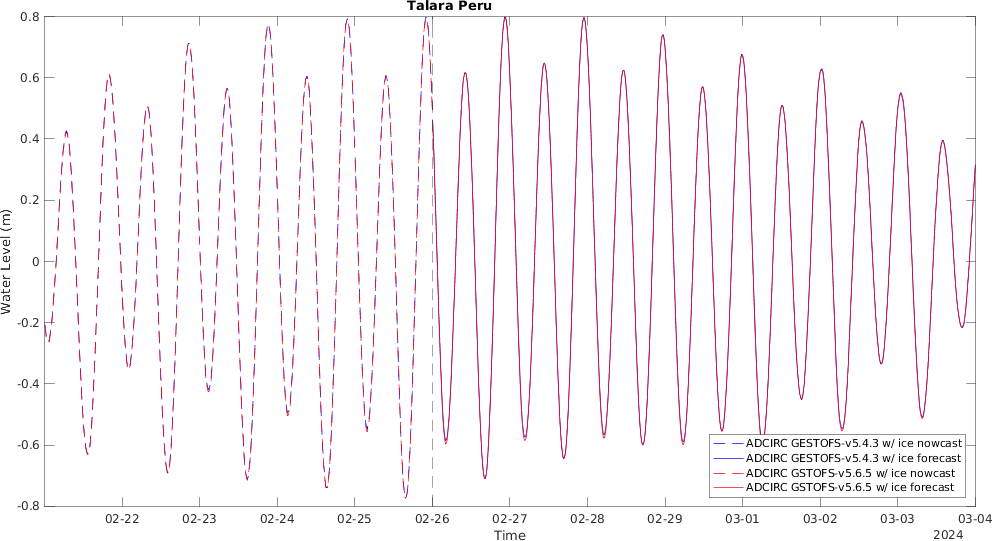 Talara Peru
0.8
0.6
0.4
0.2
0
-0.2
-0.4
-0.6
-0.8
Water Level (m)
ADCIRC GESTOFS-v5.4.3 w/ ice nowcast
ADCIRC GESTOFS-v5.4.3 w/ ice forecast
ADCIRC GSTOFS-v5.6.5 w/ ice nowcast
ADCIRC GSTOFS-v5.6.5 w/ ice forecast
02-22 02-23 02-24 02-25 02-26 02-27 02-28 02-29 03-01 03-02 03-03 03-04
Time
2024